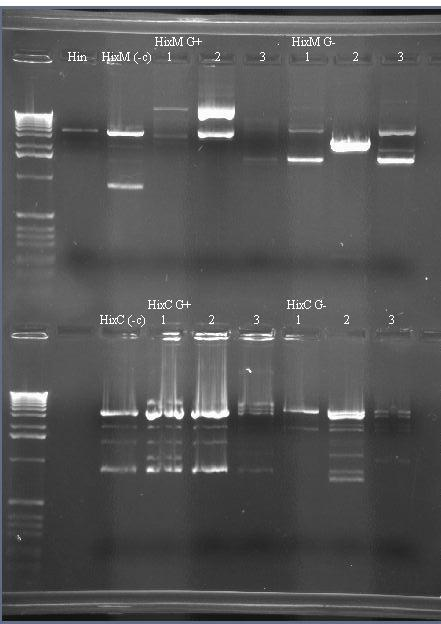 HixM G+ HixM G-
Hin HixM (-c) 1 2 3 1 2 3
HixC G+ HixC G-
HixC (-c) 1 2 3 1 2 3